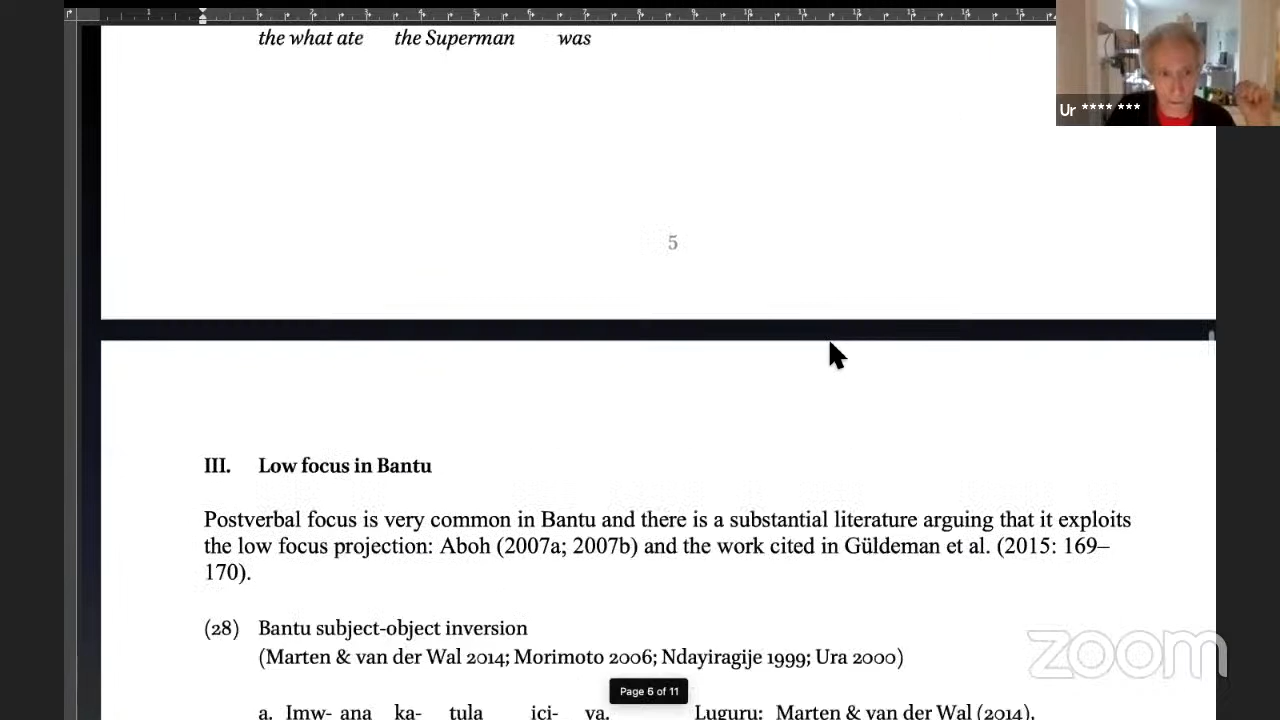 the what ate the Superman was
Ur **** ***
5
III. Low focus in Bantu
Postverbal focus is very common in Bantu and there is a substantial literature arguing that it exploits
the low focus projection: Aboh (2007a; 2007b) and the work cited in Güldeman et al. (2015: 169–
170).
(28) Bantu subject-object inversion
(Marten & van der Wal 2014; Morimoto 2006; Ndayiragije 1999; Ura 2000)
zoom
Page 6 of 11
a. Imw- ana ka- tula ici- ya. Luguru: Marten & van der Wal (2014),